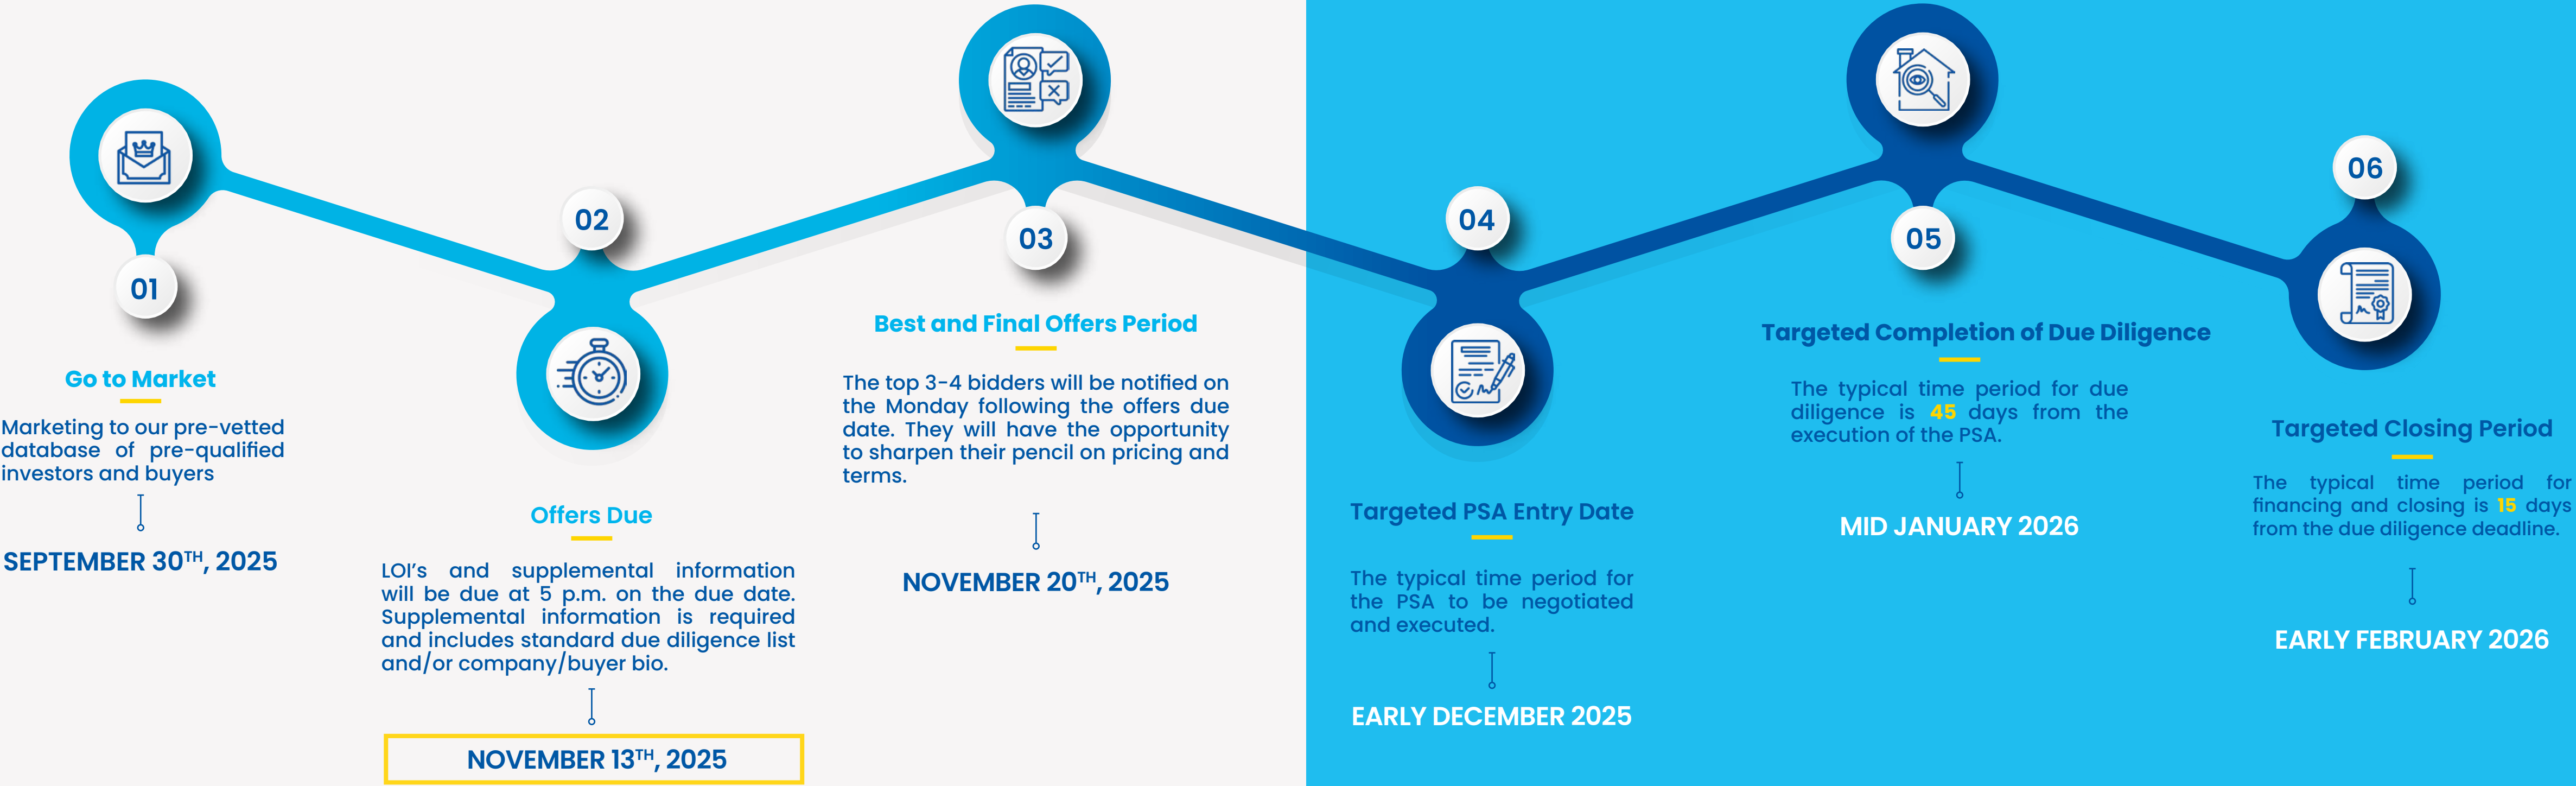 01
Go to Market
Marketing to our pre-vetted
database of pre-qualified
investors and buyers
SEPTEMBER 30TH, 2025
02
Offers Due
LOI's and supplemental information
will be due at 5 p.m. on the due date.
Supplemental information is required
and includes standard due diligence list
and/or company/buyer bio.
NOVEMBER 13TH, 2025
03
Best and Final Offers Period
The top 3-4 bidders will be notified on
the Monday following the offers due
date. They will have the opportunity
to sharpen their pencil on pricing and
terms.
NOVEMBER 20TH, 2025
04
Targeted PSA Entry Date
The typical time period for
the PSA to be negotiated
and executed.
EARLY DECEMBER 2025
05
Targeted Completion of Due Diligence
The typical time period for due
diligence is 45 days from the
execution of the PSA.
MID JANUARY 2026
06
Targeted Closing Period
The typical time period for
financing and closing is 15 days
from the due diligence deadline.
EARLY FEBRUARY 2026